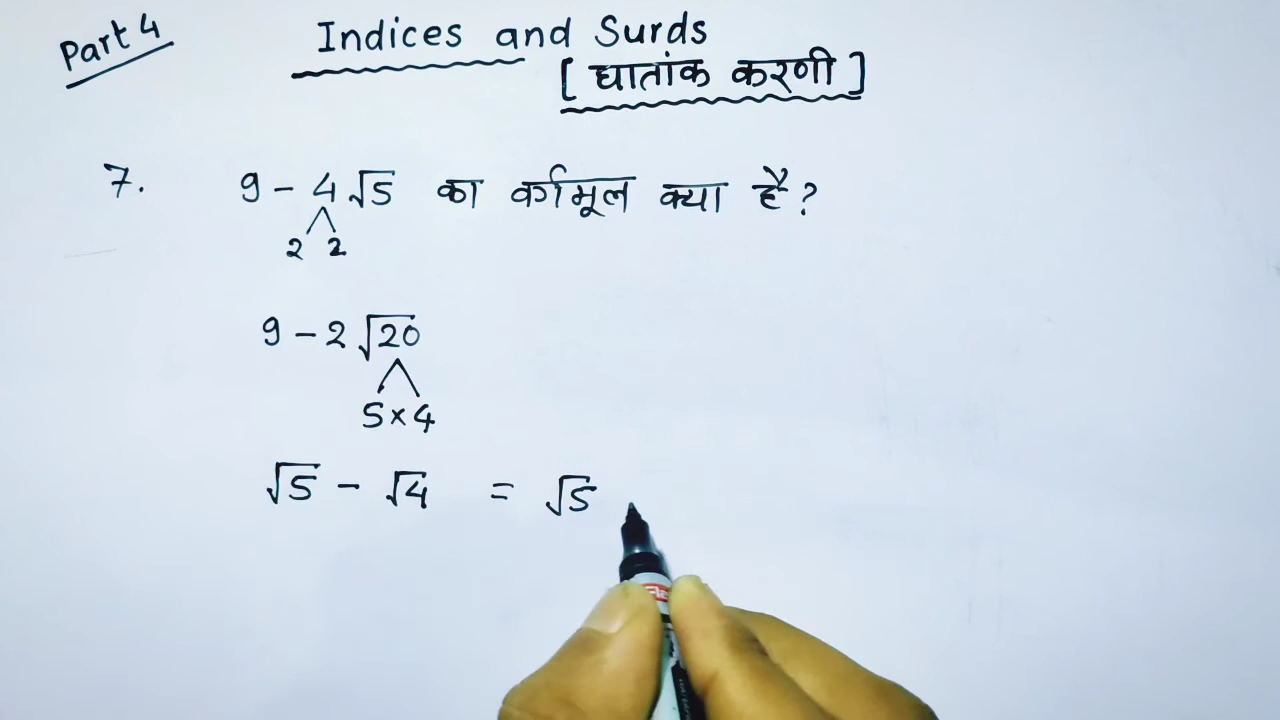 Part 4
Indices and Surds
[घातांक करणी]
7. 9 - 4√5 का वर्गमूल क्या है?
2 2
9 - 2√20
5×4
√5 - √4 = √5